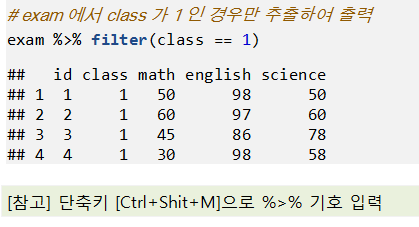 # exam 에서 class 가 1 인 경우만 추출하여 출력
exam %>% filter(class == 1)
##   id class math english science
## 1  1     1   50      98      50
## 2  2     1   60      97      60
## 3  3     1   45      86      78
## 4  4     1   30      98      58
[참고] 단축키 [Ctrl+Shit+M]으로 %>% 기호 입력